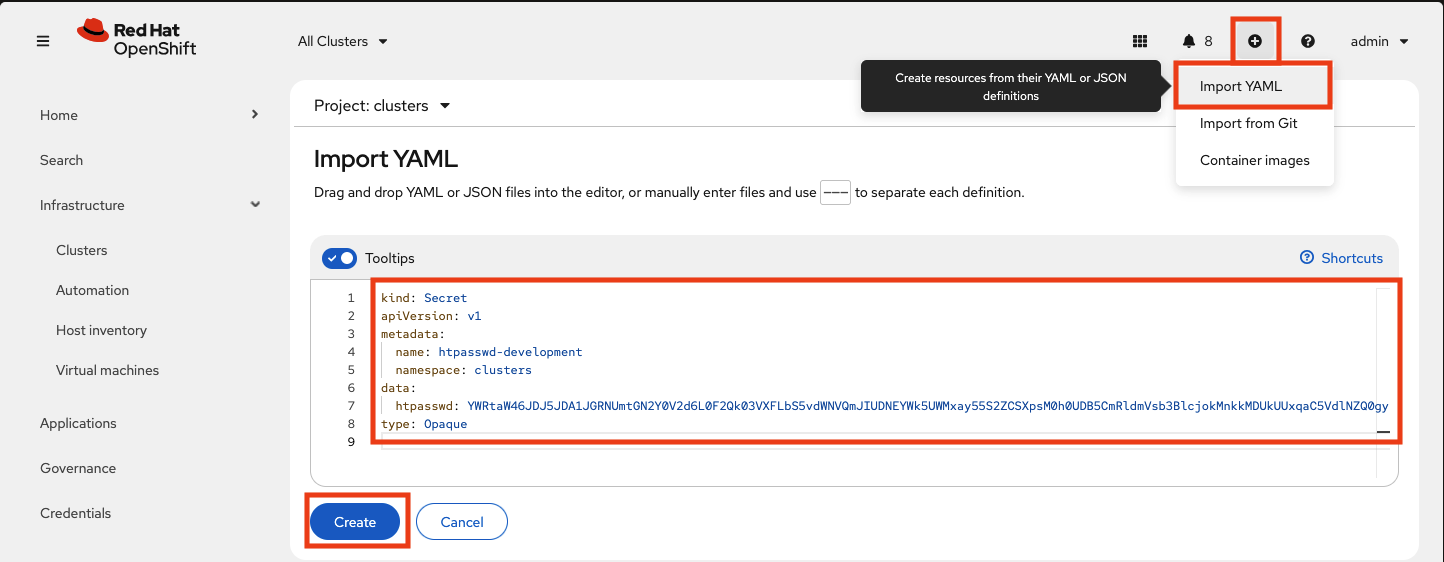 Red Hat
OpenShift
All Clusters
8
admin
Create resources from their YAML or JSON
definitions
Import YAML
Import from Git
Container images
Home
Search
Infrastructure
Clusters
Automation
Host inventory
Virtual machines
Applications
Governance
Credentials
Project: clusters
Import YAML
Drag and drop YAML or JSON files into the editor, or manually enter files and use --- to separate each definition.
Tooltips
Shortcuts
1 kind: Secret
2 apiVersion: v1
3 metadata:
4 name: htpasswd-development
5 namespace: clusters
6 data:
7 htpasswd: YWRtaW46JDJ5JDA1JGRNUmtGN2Y0V2d6L0F2Qk03VXFLbS5vdWNVQmJIUDNEYWk5UWMxay55S2ZCSXpsM0h0UDB5CmRldmVsb3BlcjokMnkkMDUkUUxqaC5VdlNZQ0gy
8 type: Opaque
9
Create
Cancel